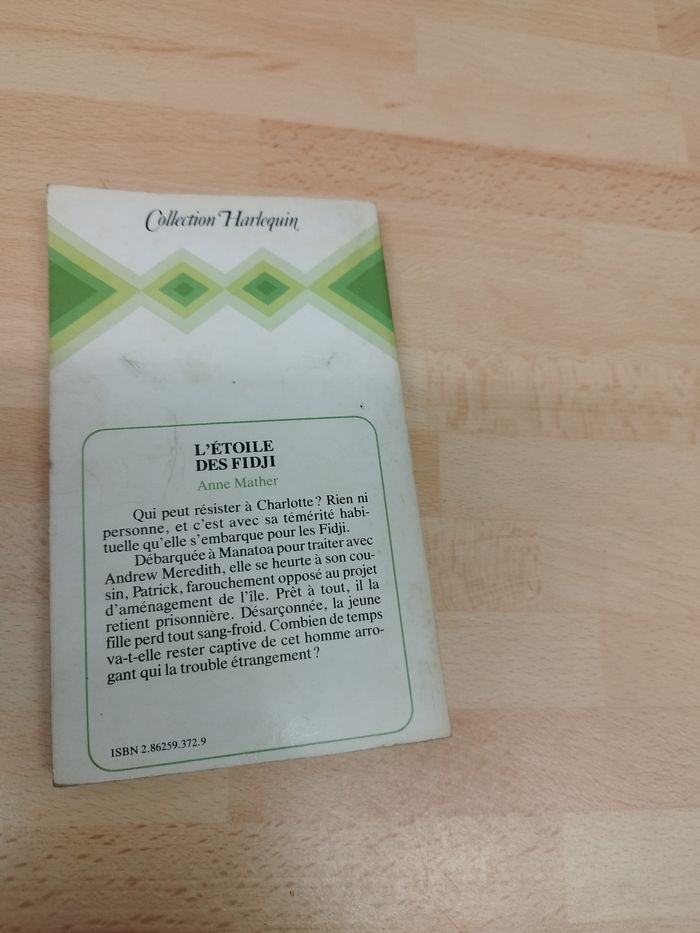 Collection Harlequin
L'ÉTOILE
DES FIDJI
Anne Mather
Qui peut résister à Charlotte ? Rien ni
personne, et c'est avec sa témérité habi-
tuelle qu'elle s'embarque pour les Fidji.
Débarquée à Manatoa pour traiter avec
Andrew Meredith, elle se heurte à son cou-
sin, Patrick, farouchement opposé au projet
d'aménagement de l'île. Prêt à tout, il la
retient prisonnière. Désarçonnée, la jeune
fille perd tout sang-froid. Combien de temps
va-t-elle rester captive de cet homme arro-
gant qui la trouble étrangement ?
ISBN 2.86259.372.9